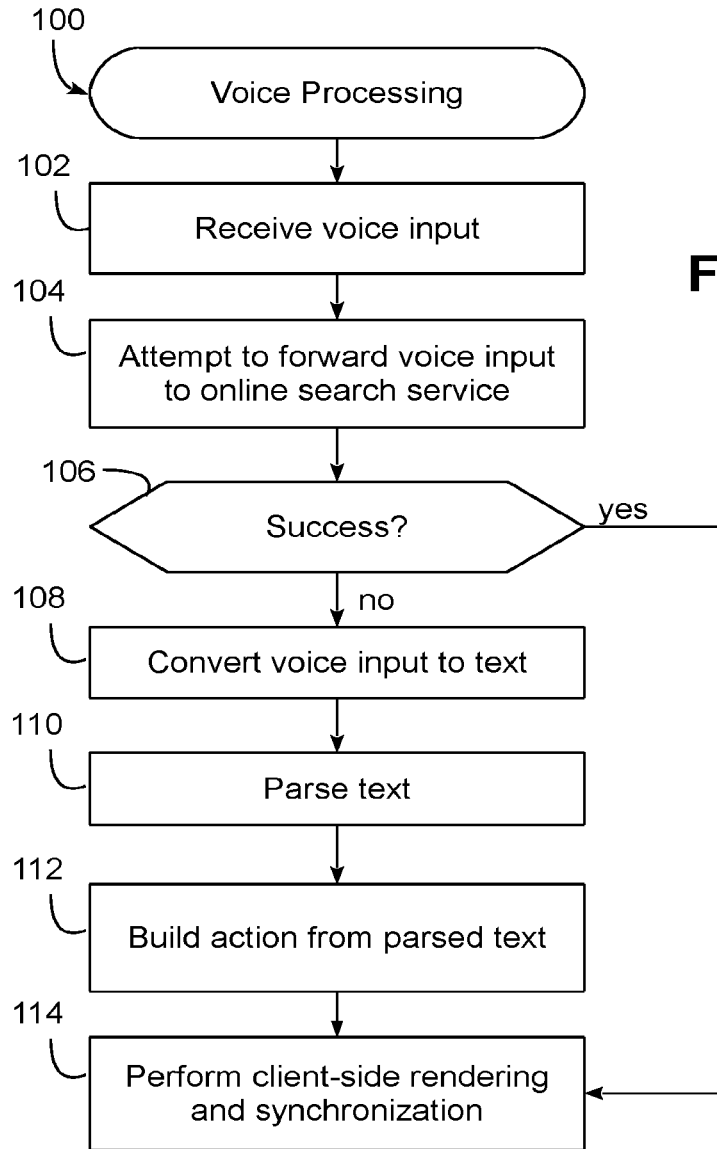 100
Voice Processing
102
Receive voice input
F
104
Attempt to forward voice input
to online search service
106
Success?
yes
no
108
Convert voice input to text
110
Parse text
112
Build action from parsed text
114
Perform client-side rendering
and synchronization